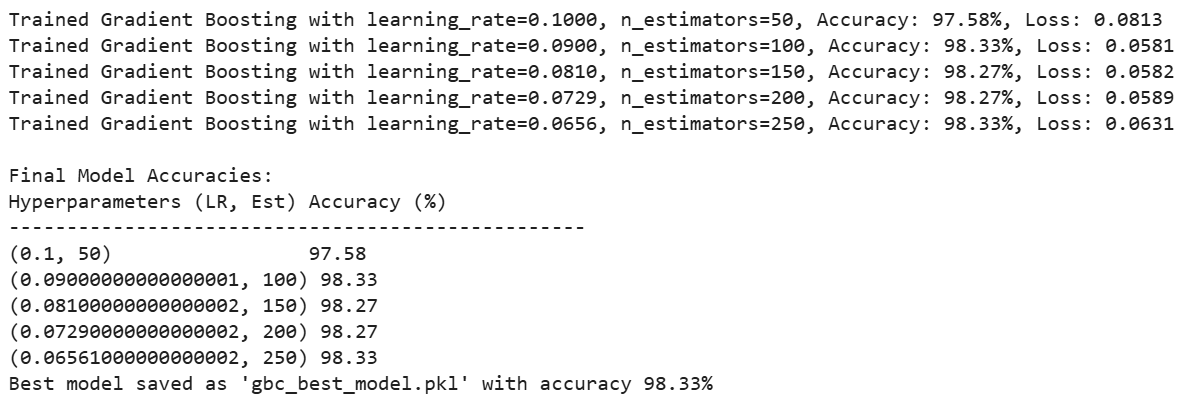 Trained Gradient Boosting with learning_rate=0.1000, n_estimators=50, Accuracy: 97.58%, Loss: 0.0813
Trained Gradient Boosting with learning_rate=0.0900, n_estimators=100, Accuracy: 98.33%, Loss: 0.0581
Trained Gradient Boosting with learning_rate=0.0810, n_estimators=150, Accuracy: 98.27%, Loss: 0.0582
Trained Gradient Boosting with learning_rate=0.0729, n_estimators=200, Accuracy: 98.27%, Loss: 0.0589
Trained Gradient Boosting with learning_rate=0.0656, n_estimators=250, Accuracy: 98.33%, Loss: 0.0631
Final Model Accuracies:
Hyperparameters (LR, Est) Accuracy (%)
--------------------------------------------------
(0.1, 50)                 97.58
(0.09000000000000001, 100) 98.33
(0.08100000000000002, 150) 98.27
(0.07290000000000002, 200) 98.27
(0.06561000000000002, 250) 98.33
Best model saved as 'gbc_best_model.pkl' with accuracy 98.33%